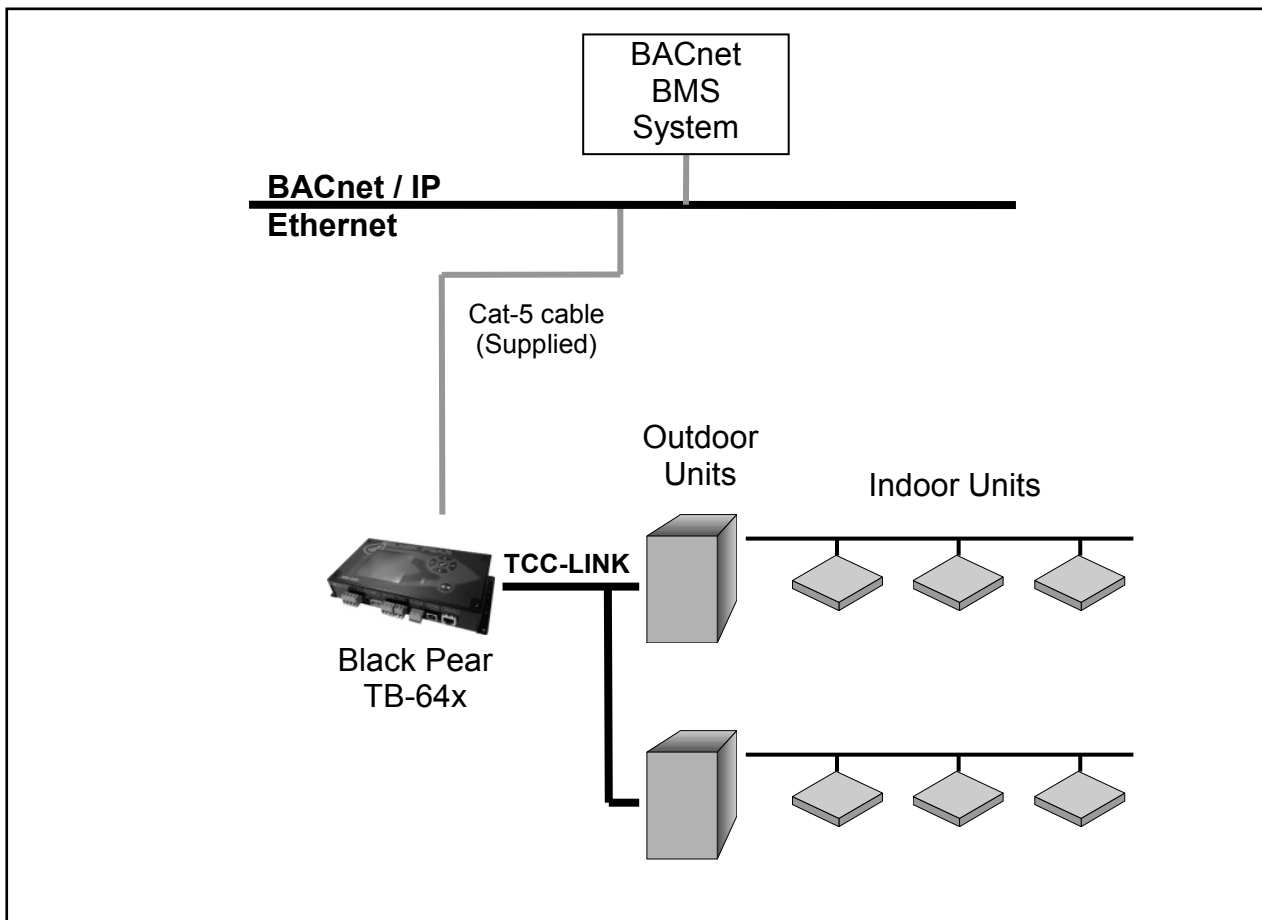 BACnet
BMS
System
BACnet / IP
Ethernet
Cat-5 cable
(Supplied)
Outdoor
Units
Indoor Units
TCC-LINK
Black Pear
TB-64x